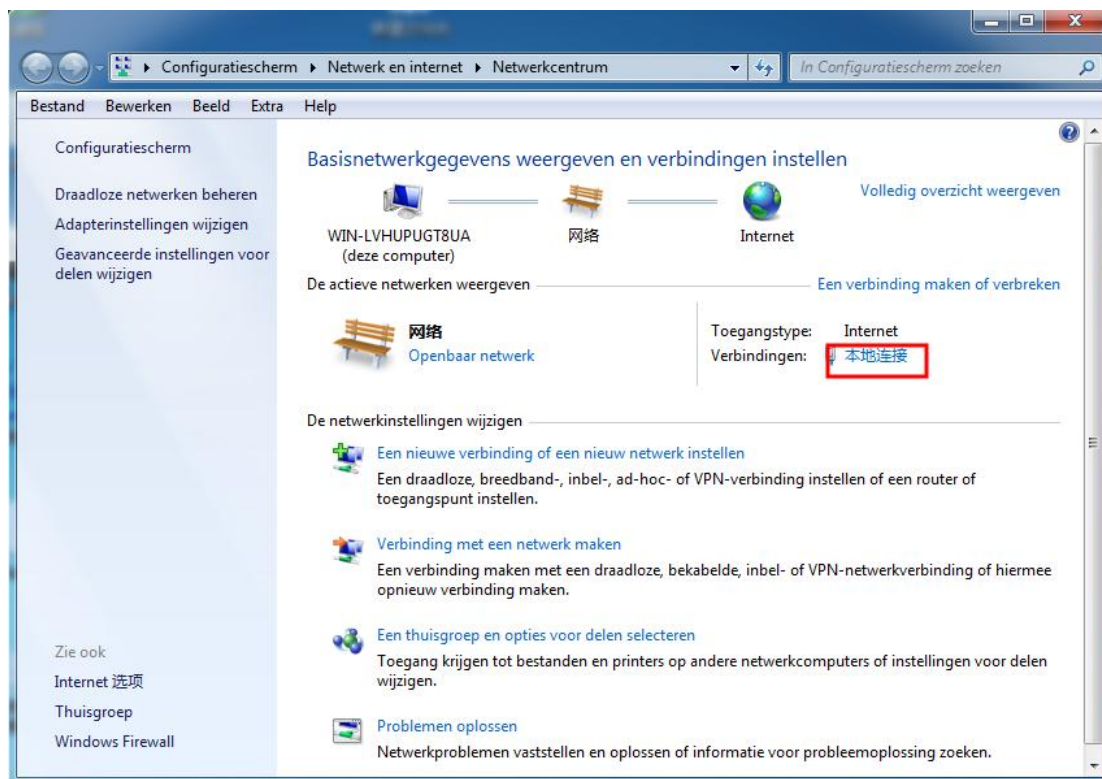 Configuratiescherm ▸ Netwerk en internet ▸ Netwerkcentrum
In Configuratiescherm zoeken
Bestand Bewerken Beeld Extra Help
Configuratiescherm
Draadloze netwerken beheren
Adapterinstellingen wijzigen
Geavanceerde instellingen voor
delen wijzigen
Basisnetwerkgegevens weergeven en verbindingen instellen
Volledig overzicht weergeven
WIN-LVHUPUGT8UA
(deze computer)
网络
Internet
De actieve netwerken weergeven
Een verbinding maken of verbreken
网络
Openbaar netwerk
Toegangstype: Internet
Verbindingen: 本地连接
De netwerkinstellingen wijzigen
Een nieuwe verbinding of een nieuw netwerk instellen
Een draadloze, breedband-, inbel-, ad-hoc- of VPN-verbinding instellen of een router of
toegangspunt instellen.
Verbinding met een netwerk maken
Een verbinding maken met een draadloze, bekabelde, inbel- of VPN-netwerkverbinding of hiermee
opnieuw verbinding maken.
Een thuisgroep en opties voor delen selecteren
Toegang krijgen tot bestanden en printers op andere netwerkcomputers of instellingen voor delen
wijzigen.
Problemen oplossen
Netwerkproblemen vaststellen en oplossen of informatie voor probleemoplossing zoeken.
Zie ook
Internet 选项
Thuisgroep
Windows Firewall